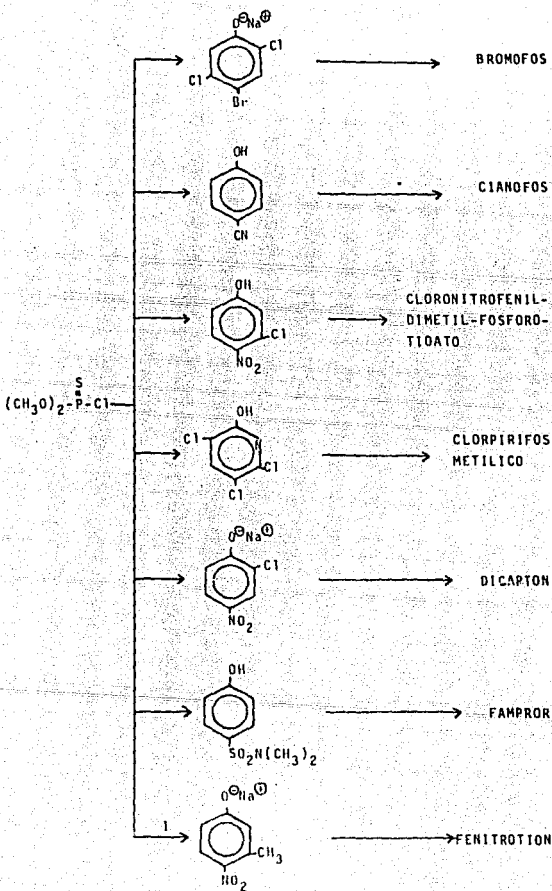 O⊖Na⊕
Cl
Cl
Br
BROMOFOS
OH
CN
CIANOFOS
OH
Cl
NO2
CLORONITROFENIL-
DIMETIL-FOSFORO-
TIOATO
S
(CH3O)2-P-Cl
OH
Cl
N
Cl
Cl
CLORPIRIFOS
METILICO
O⊖Na⊕
Cl
NO2
DICAPTON
OH
SO2N(CH3)2
FAMPROR
1
O⊖Na⊕
CH3
NO2
FENITROTION